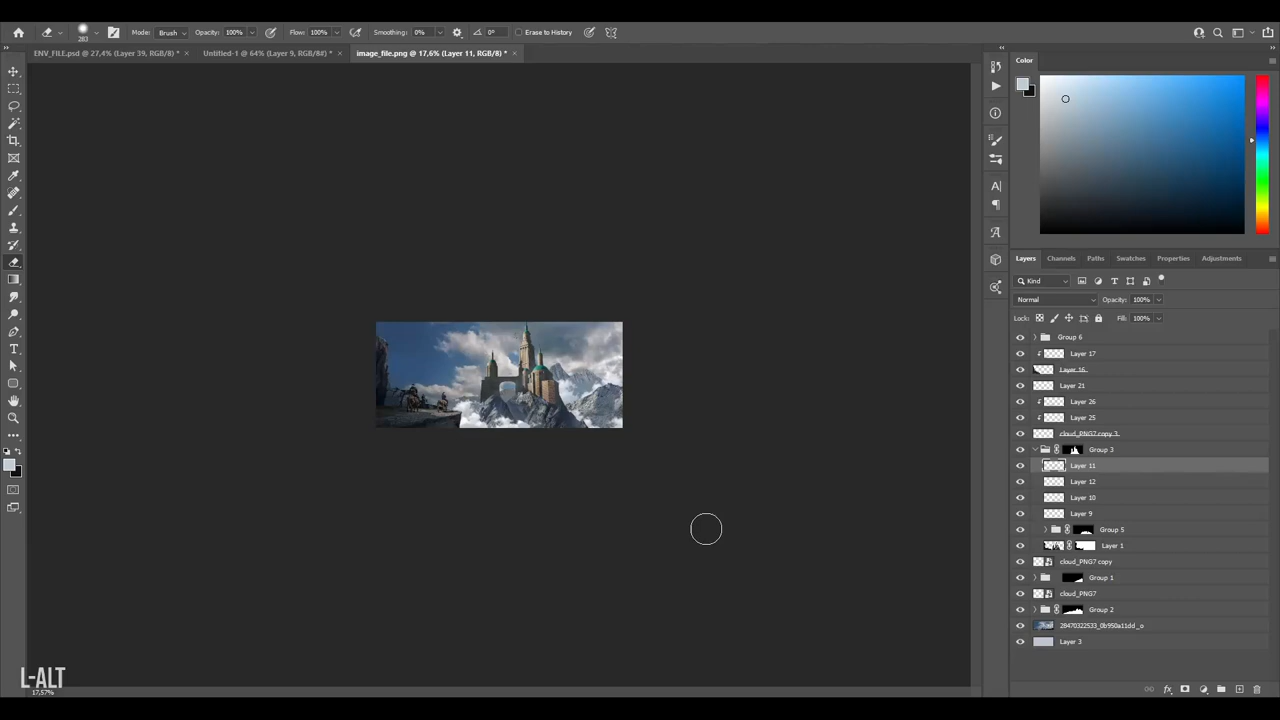 283
Mode: Brush Opacity: 100% Flow: 100% Smoothing: 0% 0° Erase to History
ENV_FILE.psd @ 27,4% (Layer 39, RGB/8) * × Untitled-1 @ 64% (Layer 9, RGB/8#) * × image_file.png @ 17,6% (Layer 11, RGB/8) * ×
Color
Layers Channels Paths Swatches Properties Adjustments
Kind
Normal Opacity: 100%
Lock: Fill: 100%
Group 6
Layer 17
Layer 16
Layer 21
Layer 26
Layer 25
cloud_PNG7 copy 3
Group 3
Layer 11
Layer 12
Layer 10
Layer 9
Group 5
Layer 1
cloud_PNG7 copy
Group 1
cloud_PNG7
Group 2
28470322533_0b950a11dd_o
Layer 3
L-ALT
17,57%